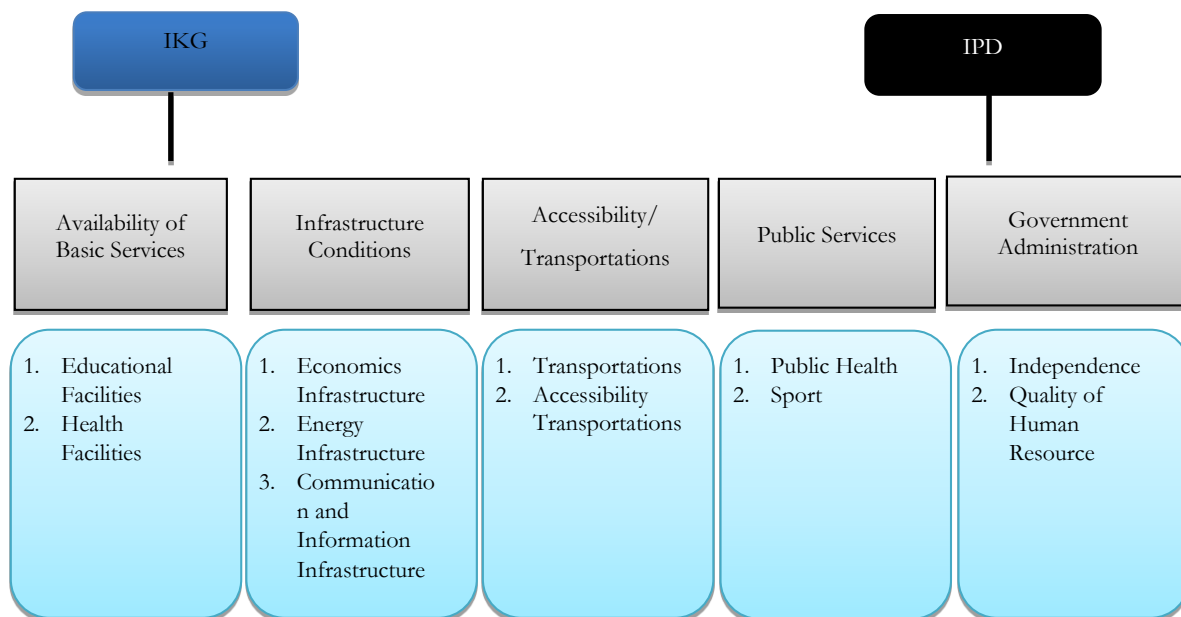 IKG
IPD
Availability of
Basic Services
Infrastructure
Conditions
Accessibility/
Transportations
Public Services
Government
Administration
1. Educational
Facilities
2. Health
Facilities
1. Economics
Infrastructure
2. Energy
Infrastructure
3. Communicatio
n and
Information
Infrastructure
1. Transportations
2. Accessibility
Transportations
1. Public Health
2. Sport
1. Independence
2. Quality of
Human
Resource